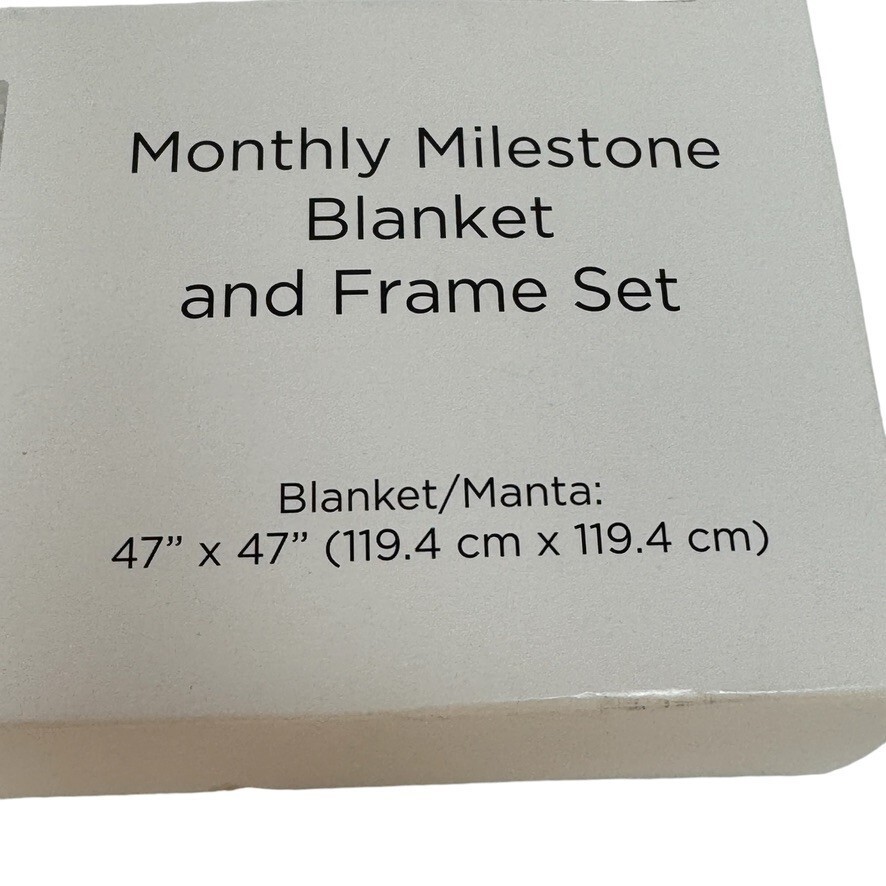 Monthly Milestone
Blanket
and Frame Set
Blanket/Manta:
47” x 47” (119.4 cm x 119.4 cm)